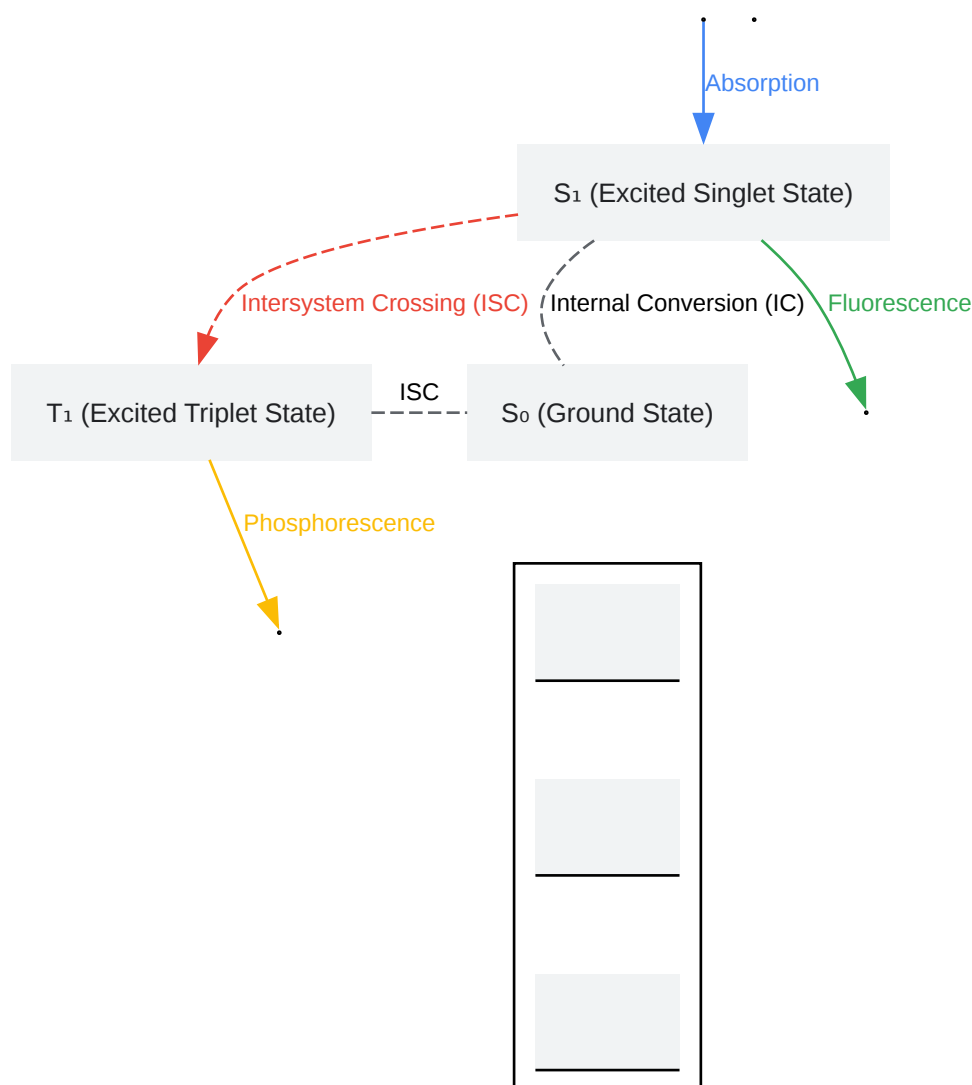 Absorption
S₁ (Excited Singlet State)
Intersystem Crossing (ISC)
Internal Conversion (IC)
Fluorescence
T₁ (Excited Triplet State)
ISC
S₀ (Ground State)
Phosphorescence